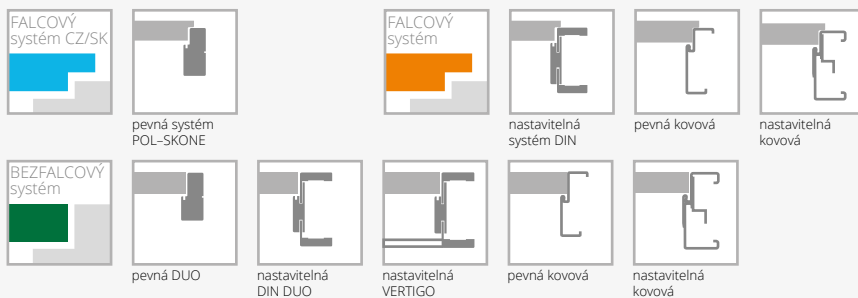 FALCOVÝ
systém CZ/SK
pevná systém
POL–SKONE
FALCOVÝ
systém
nastavitelná
systém DIN
pevná kovová
nastavitelná
kovová
BEZFALCOVÝ
systém
pevná DUO
nastavitelná
DIN DUO
nastavitelná
VERTIGO
pevná kovová
nastavitelná
kovová